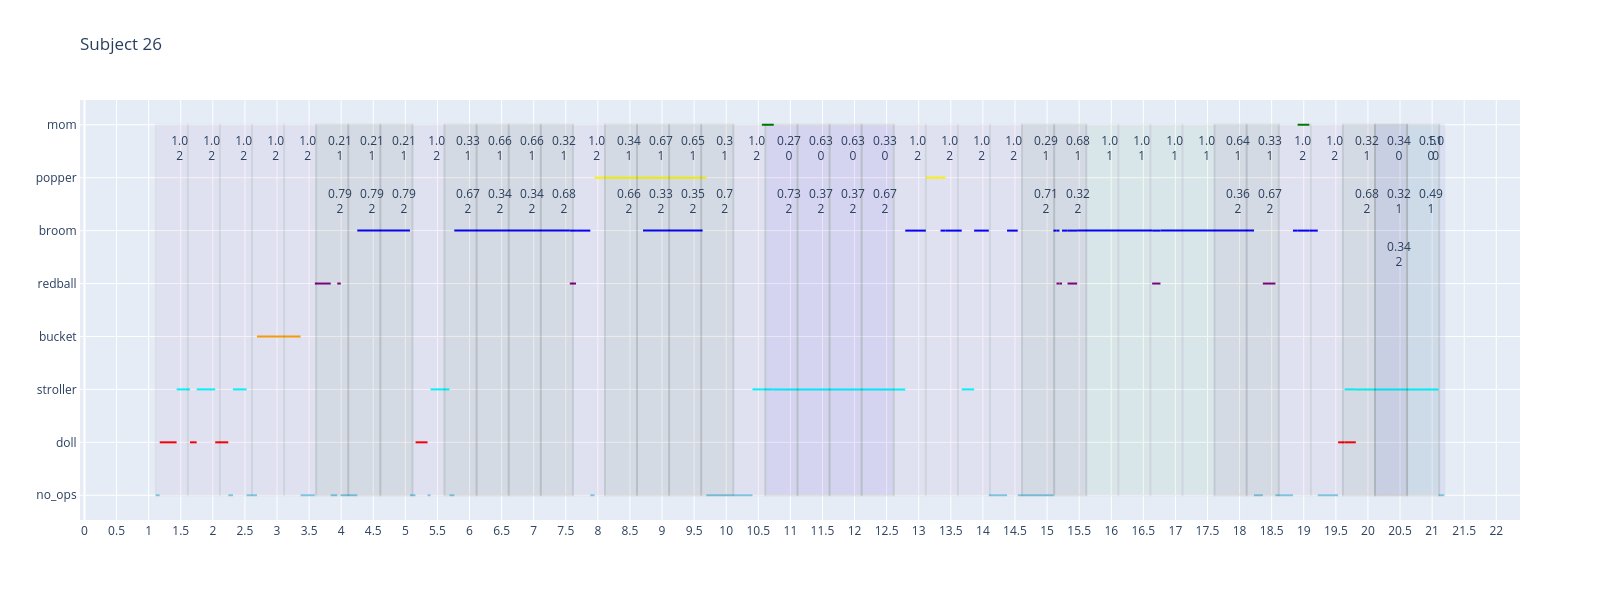 Subject 26
mom
1.0 1.0 1.0 1.0 1.0 0.21 0.21 0.21 1.0 0.33 0.66 0.66 0.32 1.0 0.34 0.67 0.65 0.3 1.0 0.27 0.63 0.63 0.33 1.0 1.0 1.0 1.0 0.29 0.68 1.0 1.0 1.0 1.0 0.64 0.33 1.0 1.0 0.32 0.34 0.51 1.0
2 2 2 2 2 1 1 1 2 1 1 1 1 2 1 1 1 1 2 0 0 0 0 2 2 2 2 1 1 1 1 1 1 1 1 2 2 1 0 0 0
popper
0.79 0.79 0.79 0.67 0.34 0.34 0.68 0.66 0.33 0.35 0.7 0.73 0.37 0.37 0.67 0.71 0.32 0.36 0.67 0.68 0.32 0.49
2 2 2 2 2 2 2 2 2 2 2 2 2 2 2 2 2 2 2 2 1 1
broom
0.34
2
redball
bucket
stroller
doll
no_ops
0 0.5 1 1.5 2 2.5 3 3.5 4 4.5 5 5.5 6 6.5 7 7.5 8 8.5 9 9.5 10 10.5 11 11.5 12 12.5 13 13.5 14 14.5 15 15.5 16 16.5 17 17.5 18 18.5 19 19.5 20 20.5 21 21.5 22